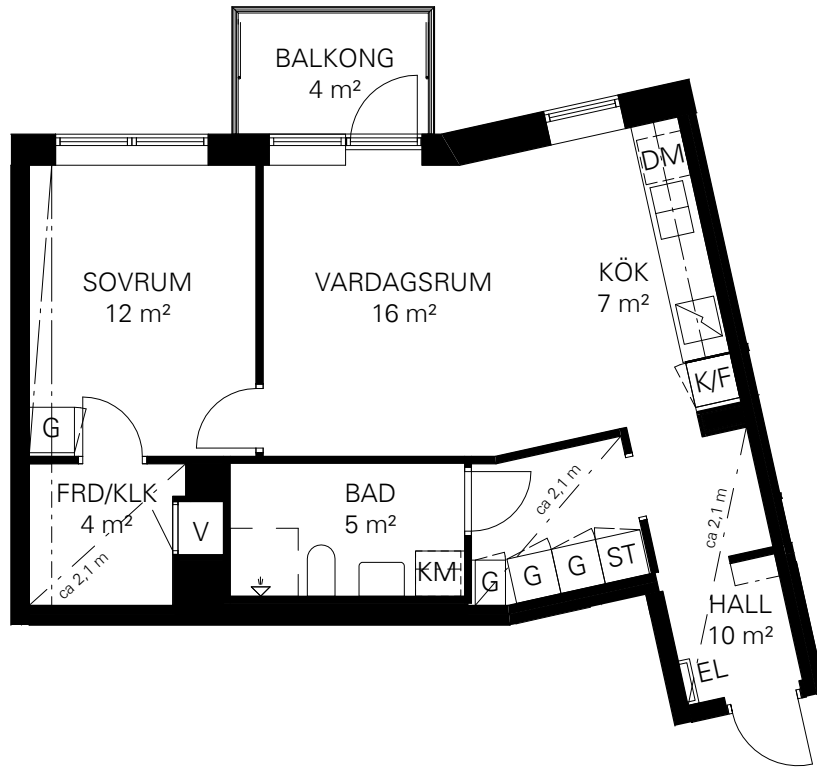 BALKONG
4 m²
DM
SOVRUM
12 m²
VARDAGSRUM
16 m²
KÖK
7 m²
K/F
G
FRD/KLK
4 m²
ca 2,1 m
V
BAD
5 m²
KM
ca 2,1 m
G
G
G
ST
ca 2,1 m
HALL
10 m²
EL